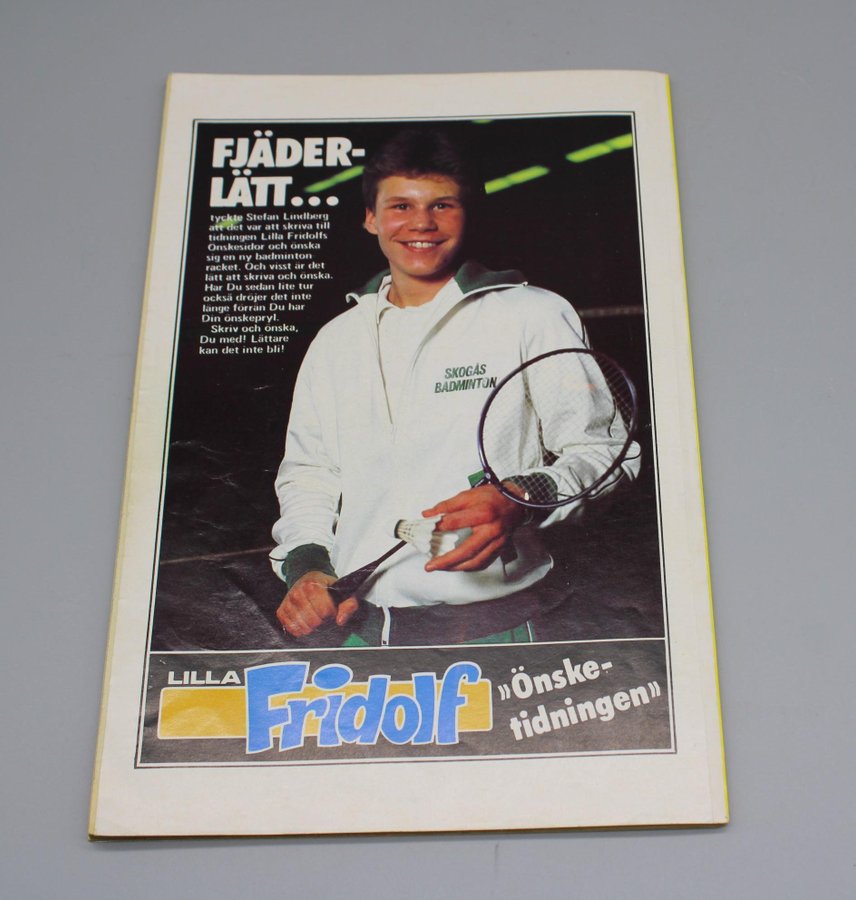 FJÄDER-
LÄTT...
tyckte Stefan Lindberg
att det var att skriva till
tidningen Lilla Fridolfs
Önskesidor och önska
sig en ny badminton
racket. Och visst är det
lätt att skriva och önska.
Har Du sedan lite tur
också dröjer det inte
länge förrän Du har
Din önskepryl.
Skriv och önska,
Du med! Lättare
kan det inte bli!
SKOGÅS
BADMINTON
LILLA
Fridolf
»Önske-
tidningen»